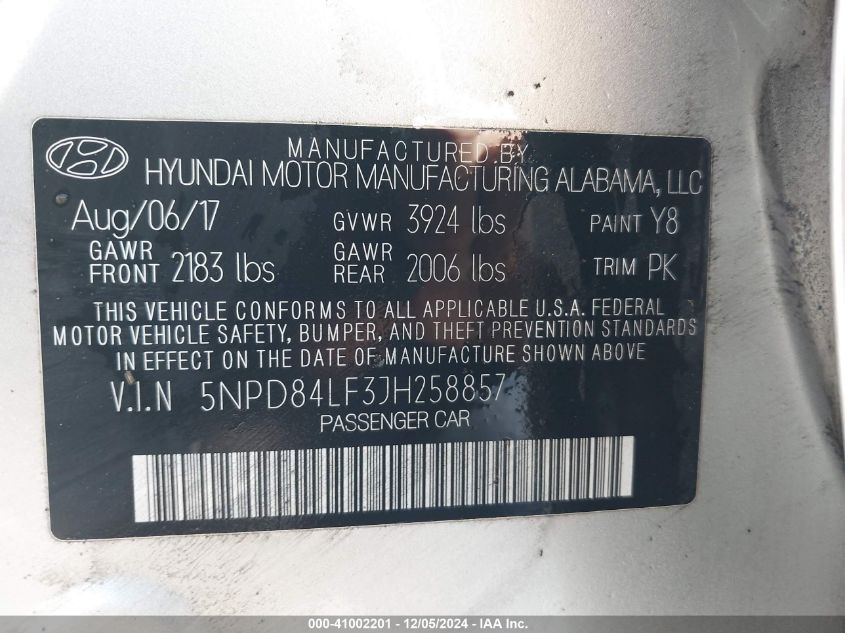 MANUFACTURED BY
HYUNDAI MOTOR MANUFACTURING ALABAMA, LLC
Aug/06/17 GVWR 3924 lbs PAINT Y8
GAWR FRONT 2183 lbs GAWR REAR 2006 lbs TRIM PK
THIS VEHICLE CONFORMS TO ALL APPLICABLE U.S.A. FEDERAL
MOTOR VEHICLE SAFETY, BUMPER, AND THEFT PREVENTION STANDARDS
IN EFFECT ON THE DATE OF MANUFACTURE SHOWN ABOVE.
V.I.N 5NPD84LF3JH258857
PASSENGER CAR
000-41002201 - 12/05/2024 - IAA Inc.